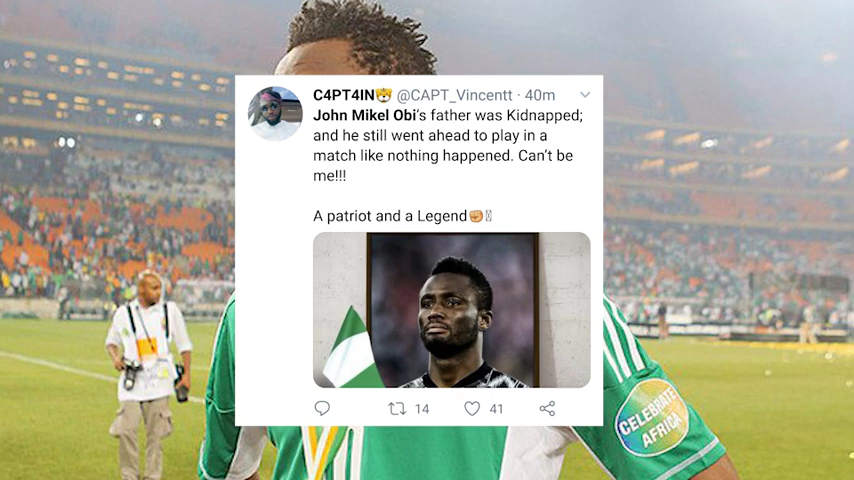 C4PT4IN🐯 @CAPT_Vincentt · 40m
John Mikel Obi's father was Kidnapped;
and he still went ahead to play in a
match like nothing happened. Can't be
me!!!
A patriot and a Legend✊🏽
14
41
CELEBRATE
AFRICA